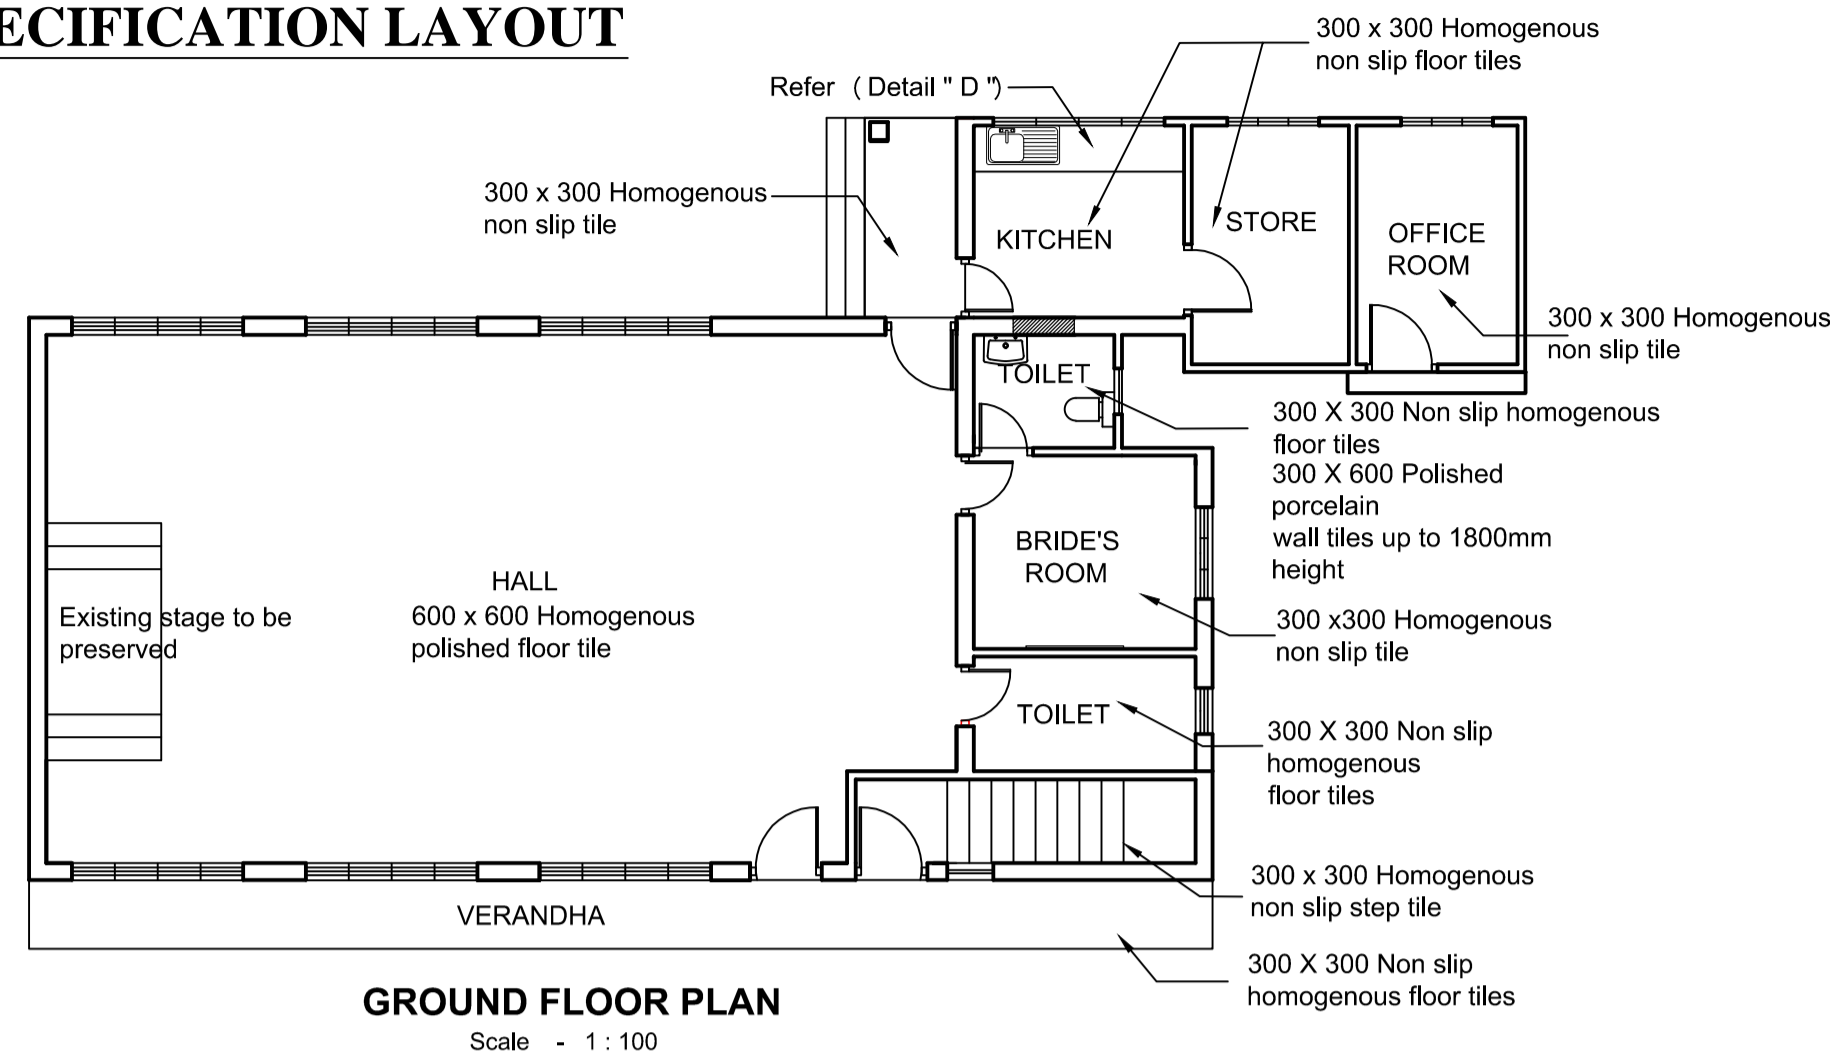 ECIFICATION LAYOUT
300 x 300 Homogenous
non slip floor tiles
Refer ( Detail " D ")
300 x 300 Homogenous
non slip tile
KITCHEN
STORE
OFFICE
ROOM
300 x 300 Homogenous
non slip tile
TOILET
300 X 300 Non slip homogenous
floor tiles
300 X 600 Polished
porcelain
wall tiles up to 1800mm
height
BRIDE'S
ROOM
HALL
600 x 600 Homogenous
polished floor tile
Existing stage to be
preserved
300 x300 Homogenous
non slip tile
TOILET
300 X 300 Non slip
homogenous
floor tiles
300 x 300 Homogenous
non slip step tile
VERANDHA
300 X 300 Non slip
homogenous floor tiles
GROUND FLOOR PLAN
Scale - 1 : 100